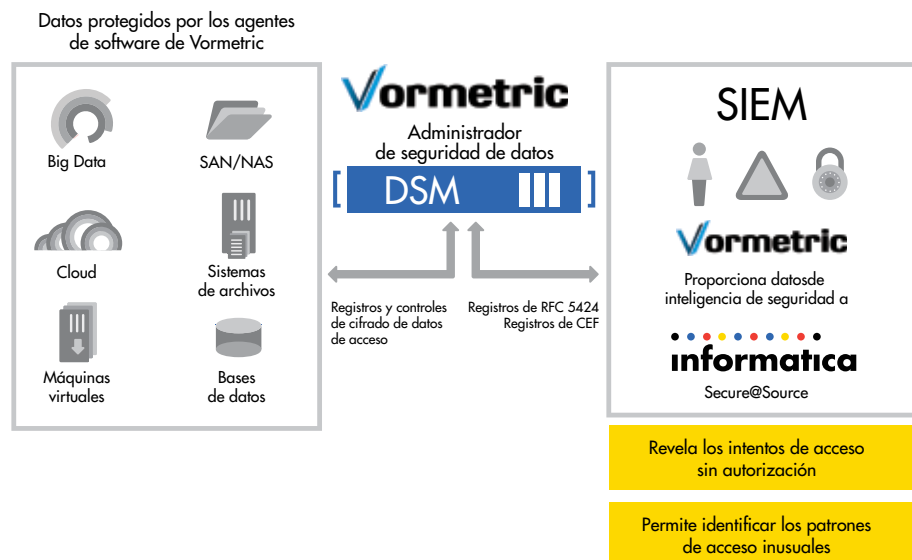 Datos protegidos por los agentes
de software de Vormetric
Big Data
SAN/NAS
Cloud
Sistemas
de archivos
Máquinas
virtuales
Bases
de datos
Vormetric
Administrador
de seguridad de datos
[ DSM ]
Registros y controles
de cifrado de datos
de acceso
Registros de RFC 5424
Registros de CEF
SIEM
Vormetric
Proporciona datosde
inteligencia de seguridad a
informatica
Secure@Source
Revela los intentos de acceso
sin autorización
Permite identificar los patrones
de acceso inusuales